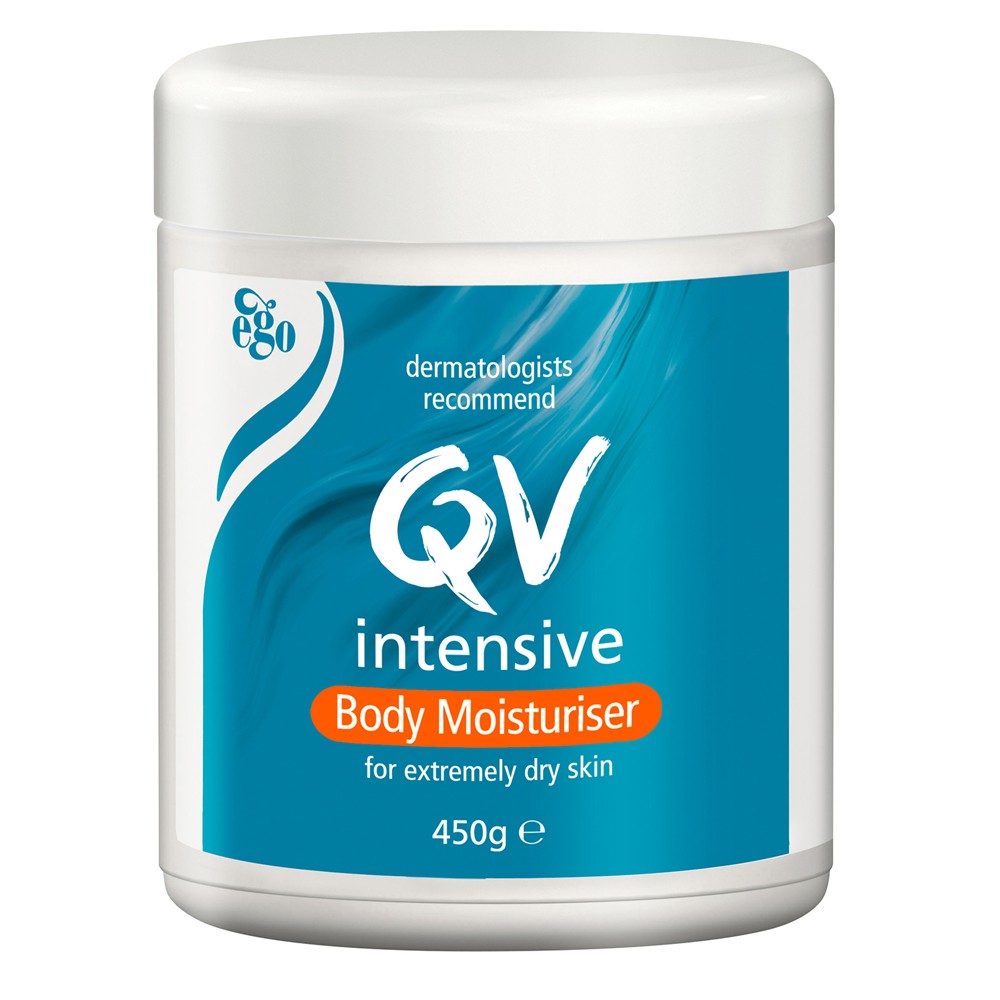 ego
dermatologists
recommend
QV
intensive
Body Moisturiser
for extremely dry skin
450g ℮